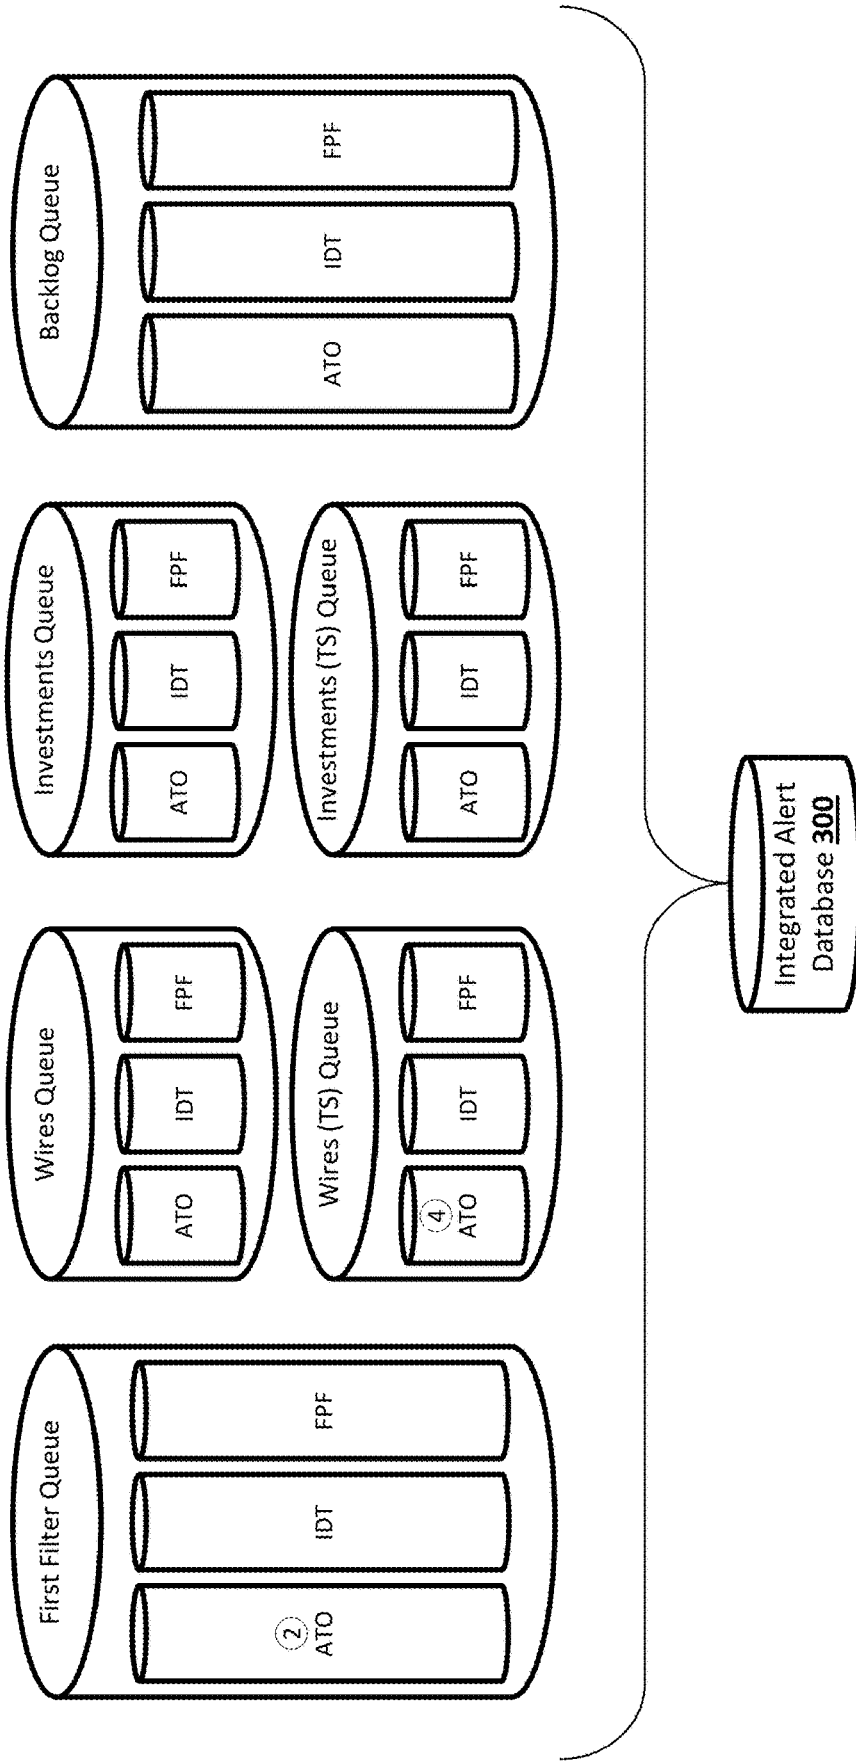 First Filter Queue
② 
ATO
IDT
FPF
Wires Queue
ATO
IDT
FPF
Wires (TS) Queue
④
ATO
IDT
FPF
Investments Queue
ATO
IDT
FPF
Investments (TS) Queue
ATO
IDT
FPF
Backlog Queue
ATO
IDT
FPF
Integrated Alert
Database 300